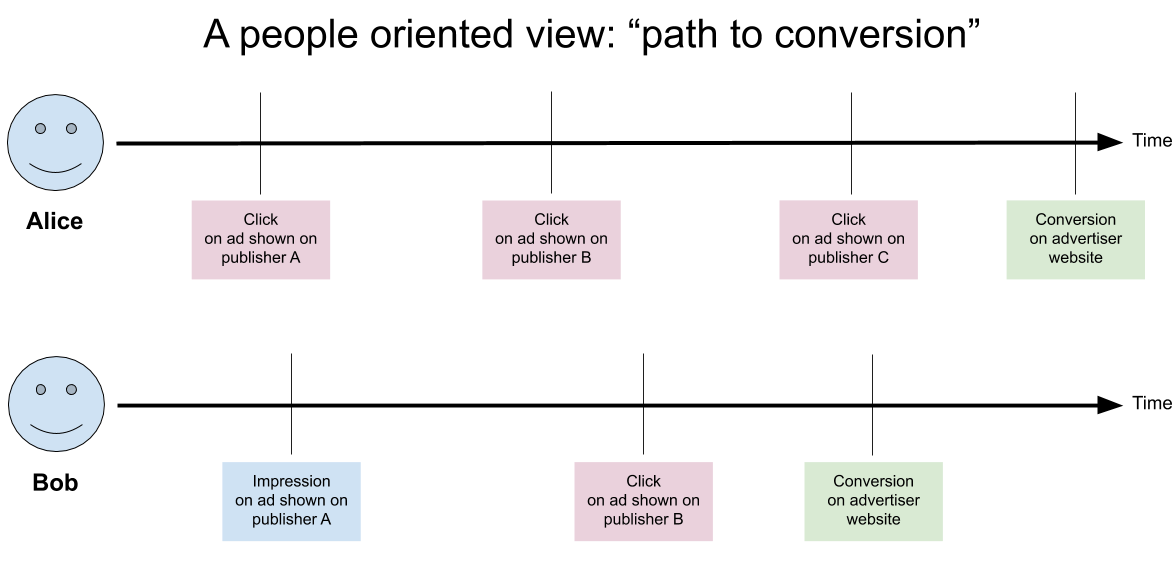 A people oriented view: “path to conversion”
Time
Alice
Click
on ad shown on
publisher A
Click
on ad shown on
publisher B
Click
on ad shown on
publisher C
Conversion
on advertiser
website
Time
Bob
Impression
on ad shown on
publisher A
Click
on ad shown on
publisher B
Conversion
on advertiser
website